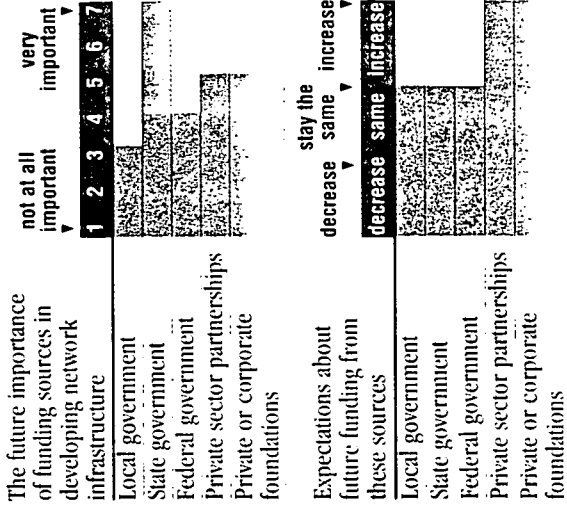 The future importance
of funding sources in
developing network
infrastructure
not at all
important
very
important
1 2 3 4 5 6 7
Local government
State government
Federal government
Private sector partnerships
Private or corporate
foundations
Expectations about
future funding from
these sources
decrease
stay the
same
increase
decrease same increase
Local government
State government
Federal government
Private sector partnerships
Private or corporate
foundations